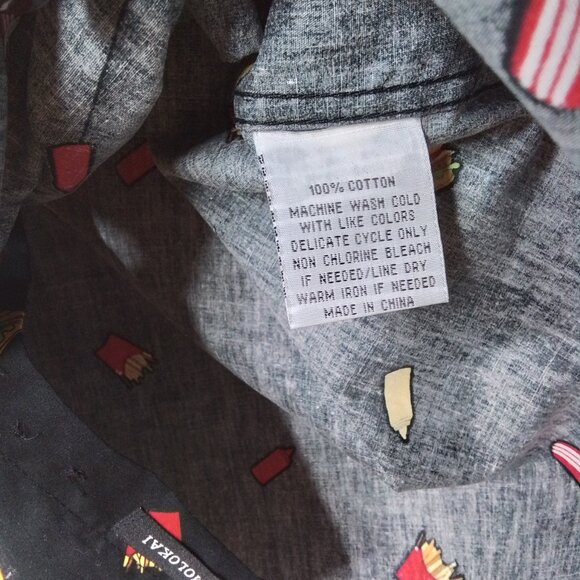 100% COTTON
MACHINE WASH COLD
WITH LIKE COLORS
DELICATE CYCLE ONLY
NON CHLORINE BLEACH
IF NEEDED/LINE DRY
WARM IRON IF NEEDED
MADE IN CHINA
MOLOKAI